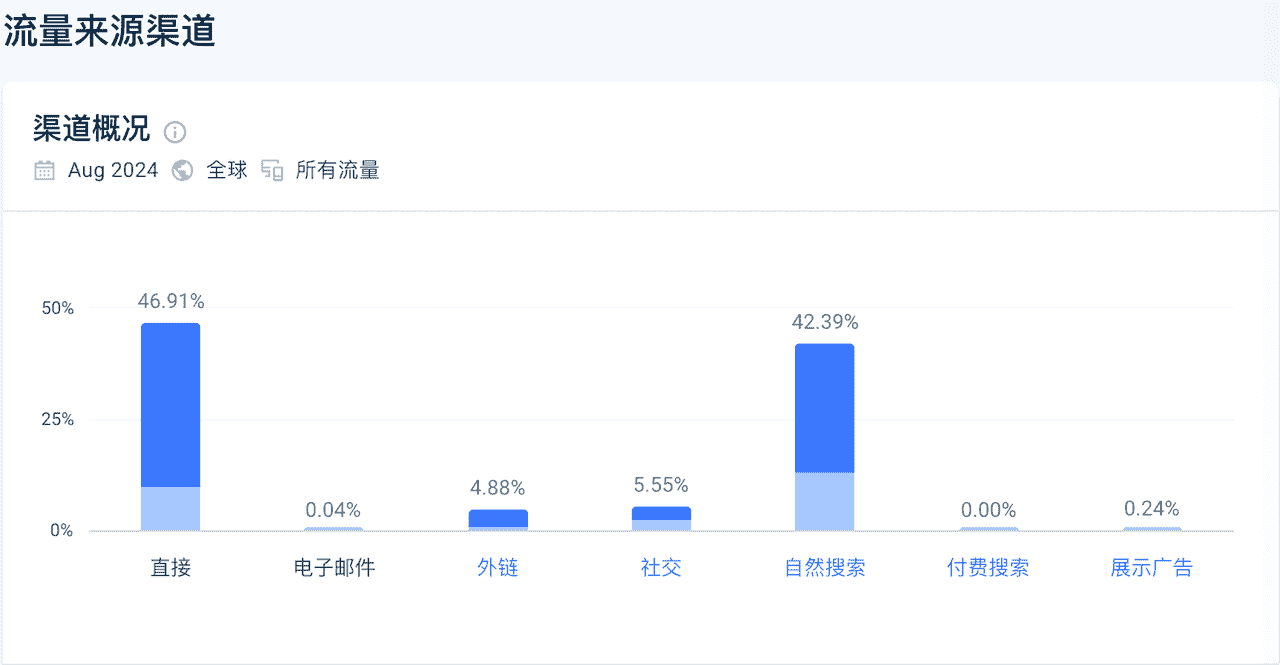 流量来源渠道
渠道概况
Aug 2024 全球 所有流量
50%
25%
0%
46.91%
0.04%
4.88%
5.55%
42.39%
0.00%
0.24%
直接 电子邮件 外链 社交 自然搜索 付费搜索 展示广告